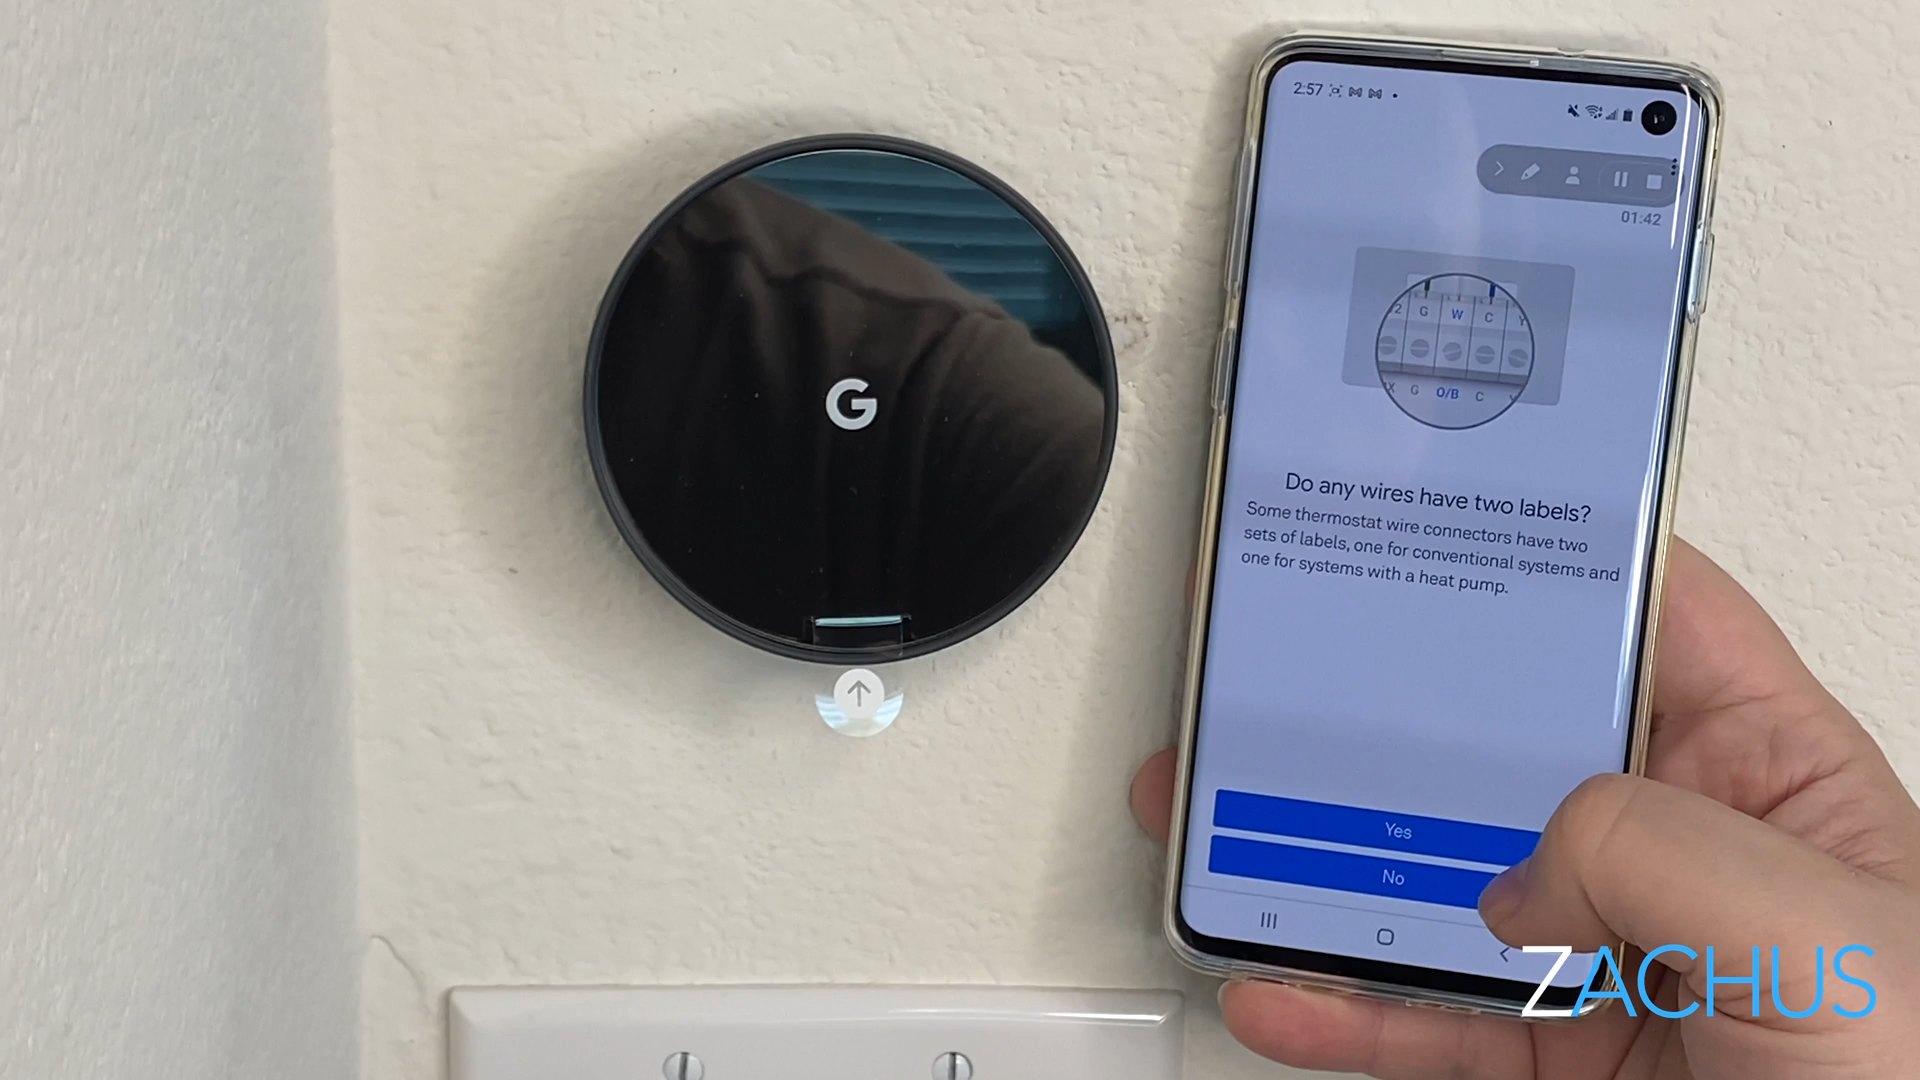 G
2:57
01:42
2 G W C Y
X G O/B C
Do any wires have two labels?
Some thermostat wire connectors have two
sets of labels, one for conventional systems and
one for systems with a heat pump.
Yes
No
ZACHUS